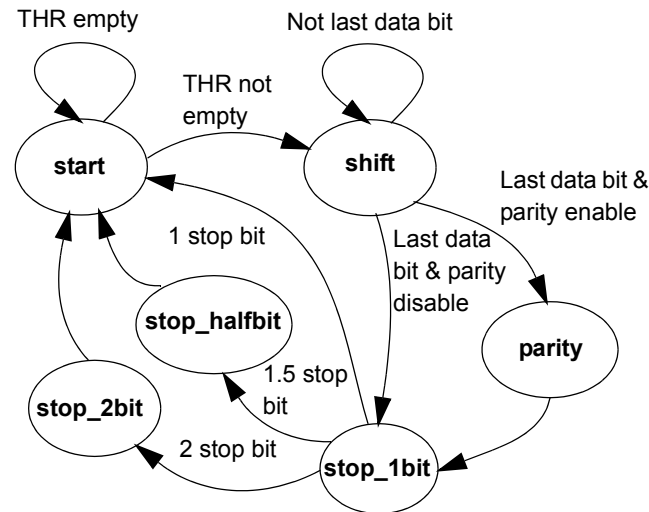 THR empty
Not last data bit
THR not
empty
start
shift
Last data bit &
parity enable
1 stop bit
Last data
bit & parity
disable
stop_halfbit
parity
1.5 stop
bit
stop_2bit
2 stop bit
stop_1bit